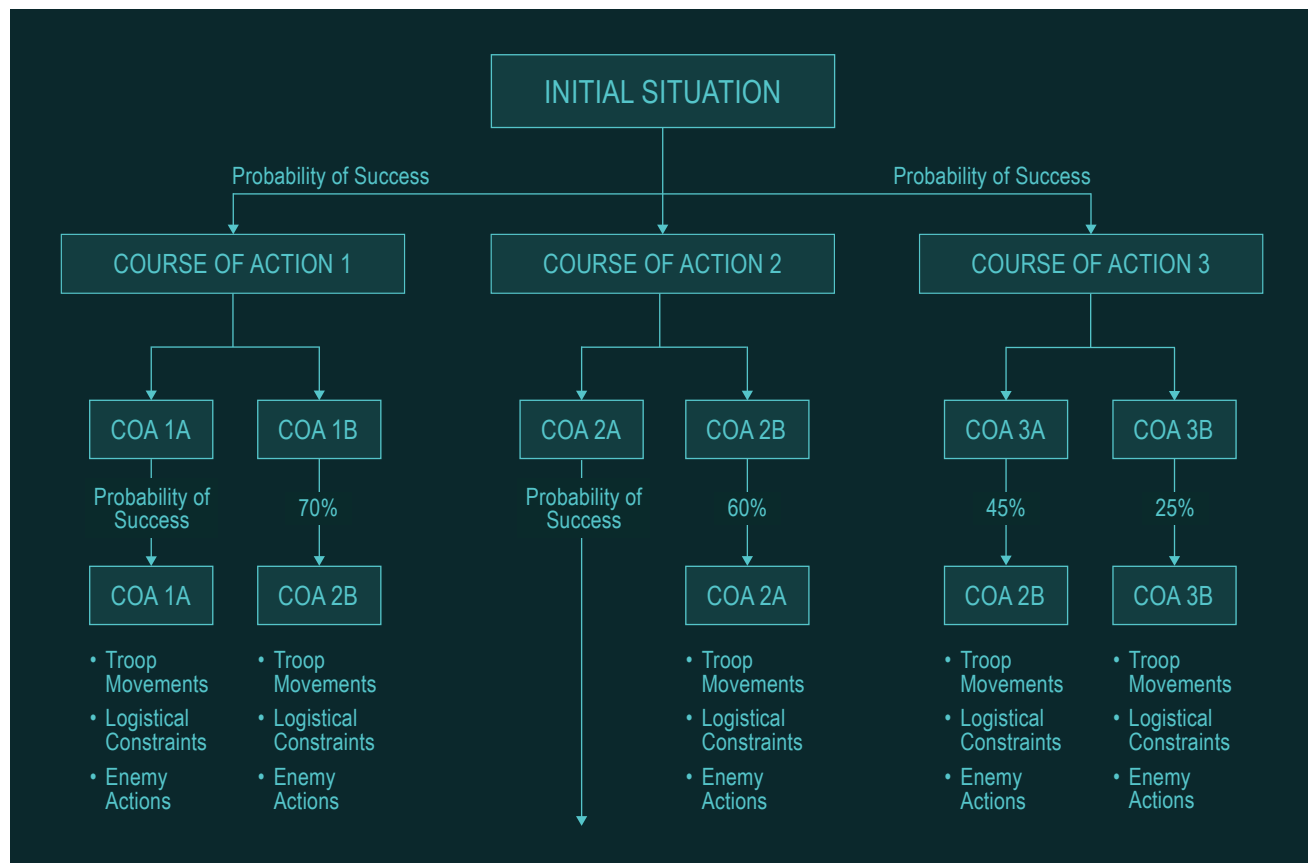 INITIAL SITUATION
Probability of Success
Probability of Success
COURSE OF ACTION 1
COURSE OF ACTION 2
COURSE OF ACTION 3
COA 1A
COA 1B
COA 2A
COA 2B
COA 3A
COA 3B
Probability of
Success
70%
Probability of
Success
60%
45%
25%
COA 1A
COA 2B
COA 2A
COA 2B
COA 3B
• Troop
Movements
• Logistical
Constraints
• Enemy
Actions
• Troop
Movements
• Logistical
Constraints
• Enemy
Actions
• Troop
Movements
• Logistical
Constraints
• Enemy
Actions
• Troop
Movements
• Logistical
Constraints
• Enemy
Actions
• Troop
Movements
• Logistical
Constraints
• Enemy
Actions